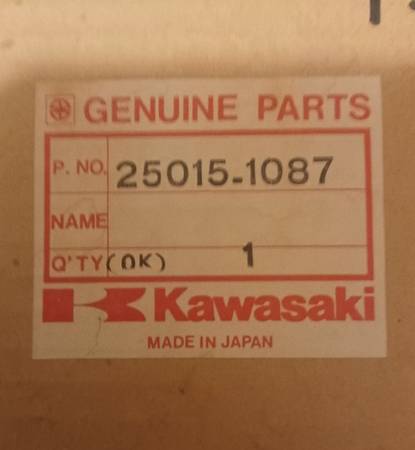 GENUINE PARTS
P. NO. 25015-1087
NAME
Q'TY (OK) 1
Kawasaki
MADE IN JAPAN